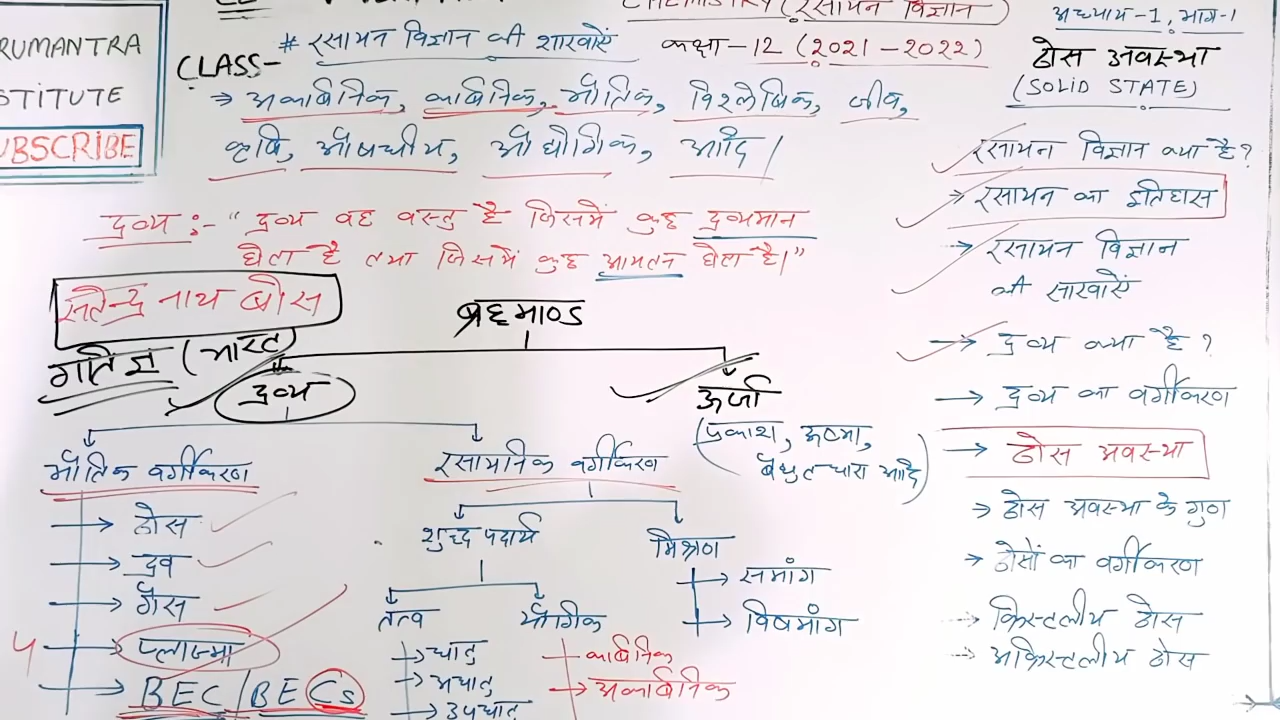 RUMANTRA
STITUTE
UBSCRIBE
CHEMISTRY (रसायन विज्ञान)
# रसायन विज्ञान की शाखाएँ
कक्षा -12 (2021 -2022)
CLASS-
→ अकार्बनिक, कार्बनिक, भौतिक, विश्लेषिक, जीव,
कृषि, औषधीय, औद्योगिक, आदि |
द्रव्य :- " द्रव्य वह वस्तु है जिसमें कुछ द्रव्यमान
होता है तथा जिसमें कुछ आयतन होता है।"
सतेन्द्र नाथ बोस
गणितज्ञ (भारत)
ब्रह्माण्ड
द्रव्य
ऊर्जा
(प्रकाश, ऊष्मा,
वैधुत धारा आदि)
भौतिक वर्गीकरण
→ ठोस
→ द्रव
→ गैस
4 → प्लाज्मा
→ BEC/BECs
रसायनिक वर्गीकरण
शुद्ध पदार्थ
मिश्रण
→ समांग
→ विषमांग
तत्व
यौगिक
→ धातु
→ अधातु
→ उपधातु
→ कार्बनिक
→ अकार्बनिक
अध्याय-1, भाग-1
ठोस अवस्था
(SOLID STATE)
रसायन विज्ञान क्या है?
→ रसायन का इतिहास
→ रसायन विज्ञान
की साखाएँ
→ द्रव्य क्या है ?
→ द्रव्य का वर्गीकरण
→ ठोस अवस्था
→ ठोस अवस्था के गुण
→ ठोसों का वर्गीकरण
→ क्रिस्टलीय ठोस
→ अक्रिस्टलीय ठोस